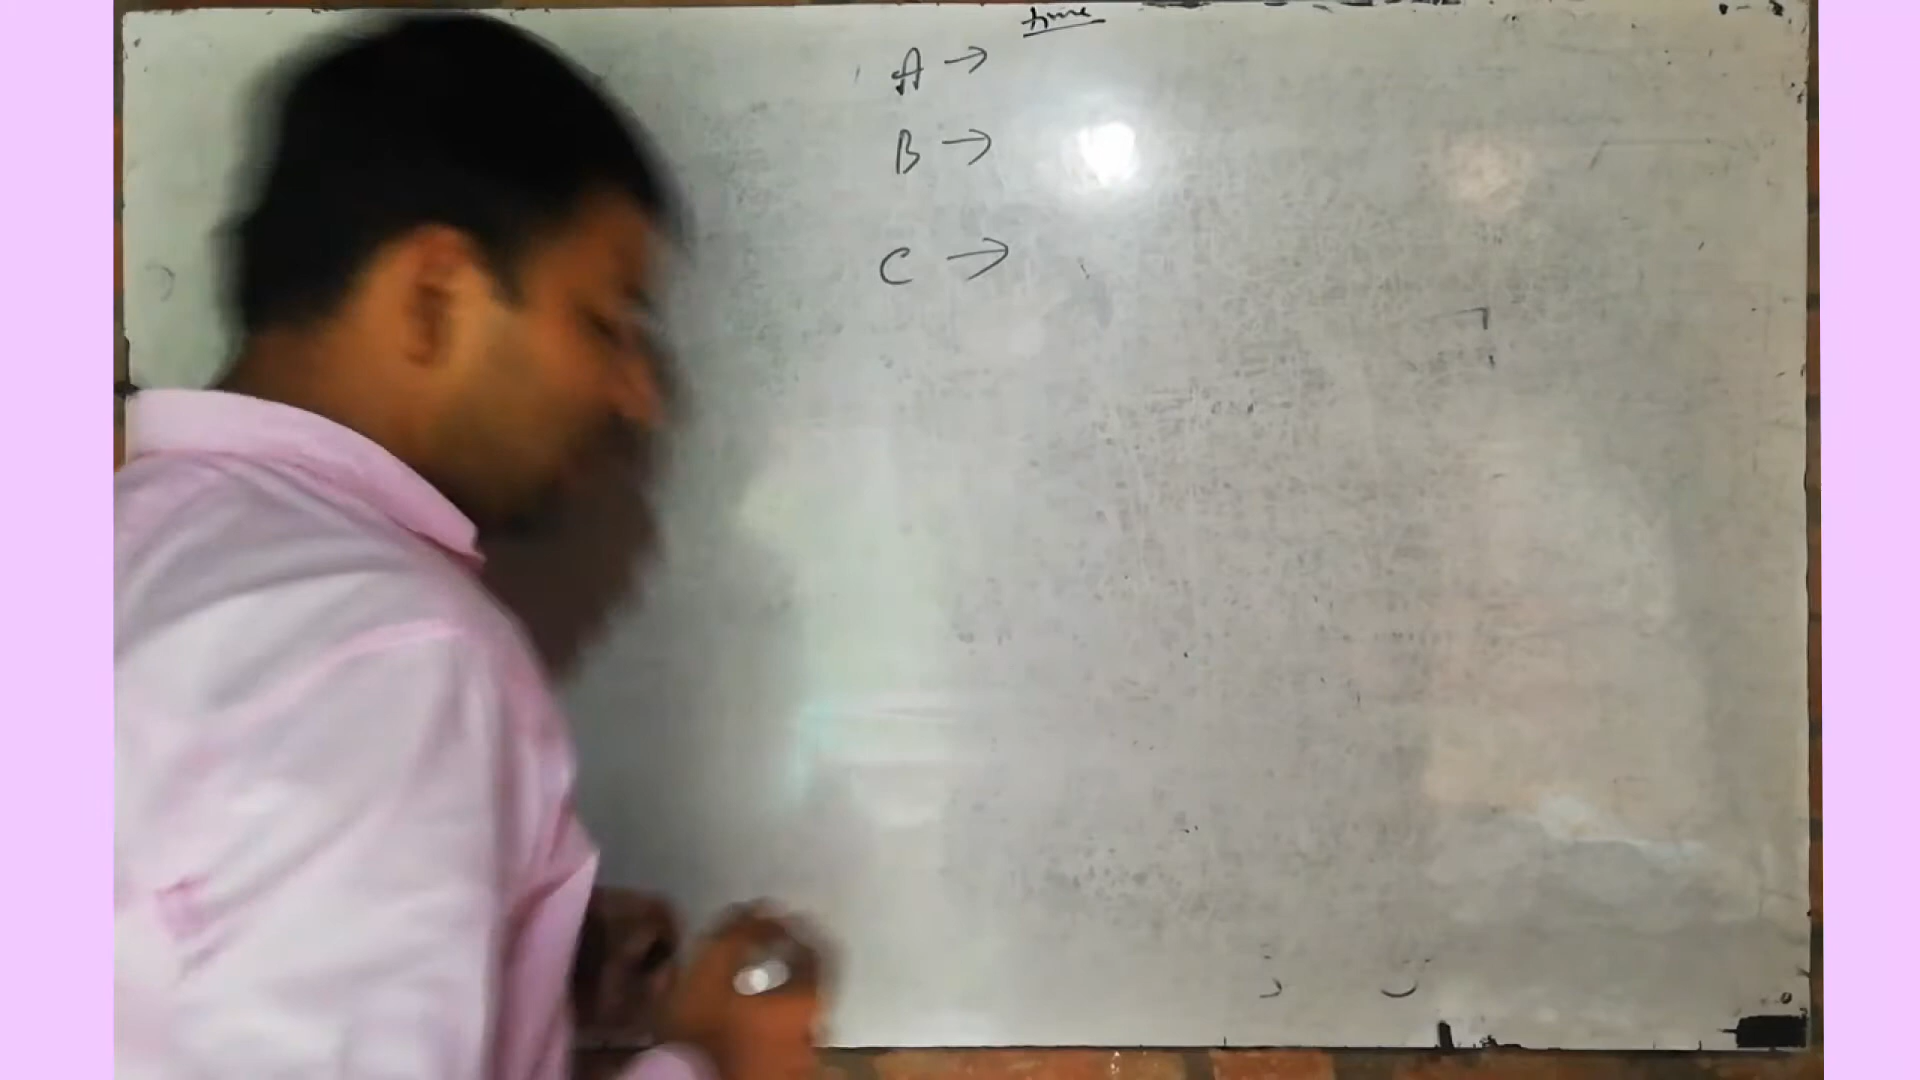 time
A →
B →
C →